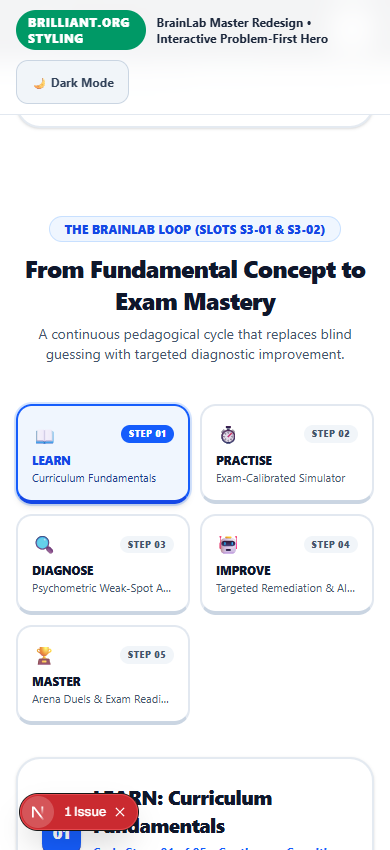 BRILLIANT.ORG
STYLING
BrainLab Master Redesign •
Interactive Problem-First Hero
🌙 Dark Mode
THE BRAINLAB LOOP (SLOTS S3-01 & S3-02)
From Fundamental Concept to
Exam Mastery
A continuous pedagogical cycle that replaces blind
guessing with targeted diagnostic improvement.
STEP 01
LEARN
Curriculum Fundamentals
STEP 02
PRACTISE
Exam-Calibrated Simulator
STEP 03
DIAGNOSE
Psychometric Weak-Spot A...
STEP 04
IMPROVE
Targeted Remediation & AI...
STEP 05
MASTER
Arena Duels & Exam Readi...
01
LEARN: Curriculum
Fundamentals
N 1 Issue ×